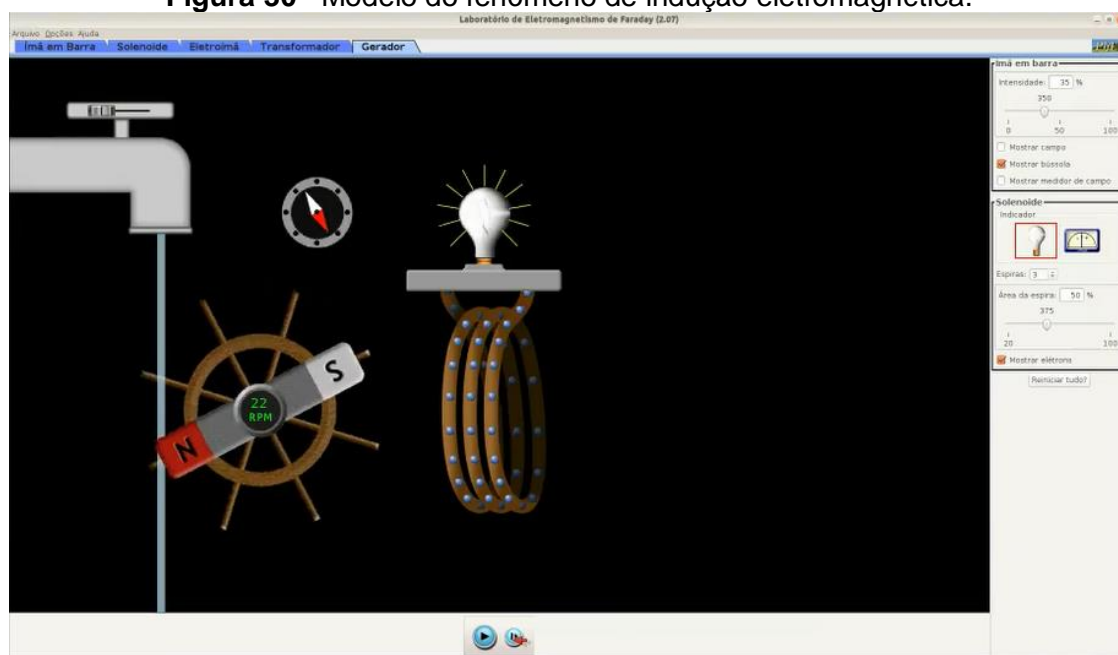 Figura 30 - Modelo do fenômeno de indução eletromagnética.
Laboratório de Eletromagnetismo de Faraday (2.07)
Arquivo Opções Ajuda
Imã em Barra Solenoide Eletroímã Transformador Gerador
Imã em barra
Intensidade: 35 %
350
0 50 100
Mostrar campo
Mostrar bússola
Mostrar medidor de campo
Solenoide
Indicador
Espiras: 3
Área da espira: 50 %
375
20 100
Mostrar elétrons
Reiniciar tudo!
S
22
RPM
N